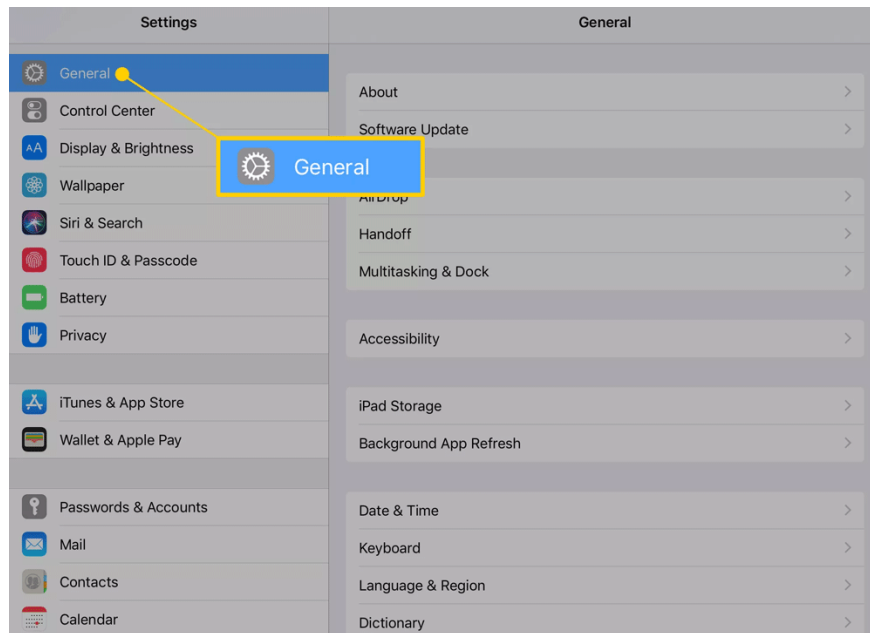 Settings
General
General
Control Center
AA Display & Brightness
Wallpaper
Siri & Search
Touch ID & Passcode
Battery
Privacy
iTunes & App Store
Wallet & Apple Pay
Passwords & Accounts
Mail
Contacts
Calendar
General
About
Software Update
AirDrop
Handoff
Multitasking & Dock
Accessibility
iPad Storage
Background App Refresh
Date & Time
Keyboard
Language & Region
Dictionary